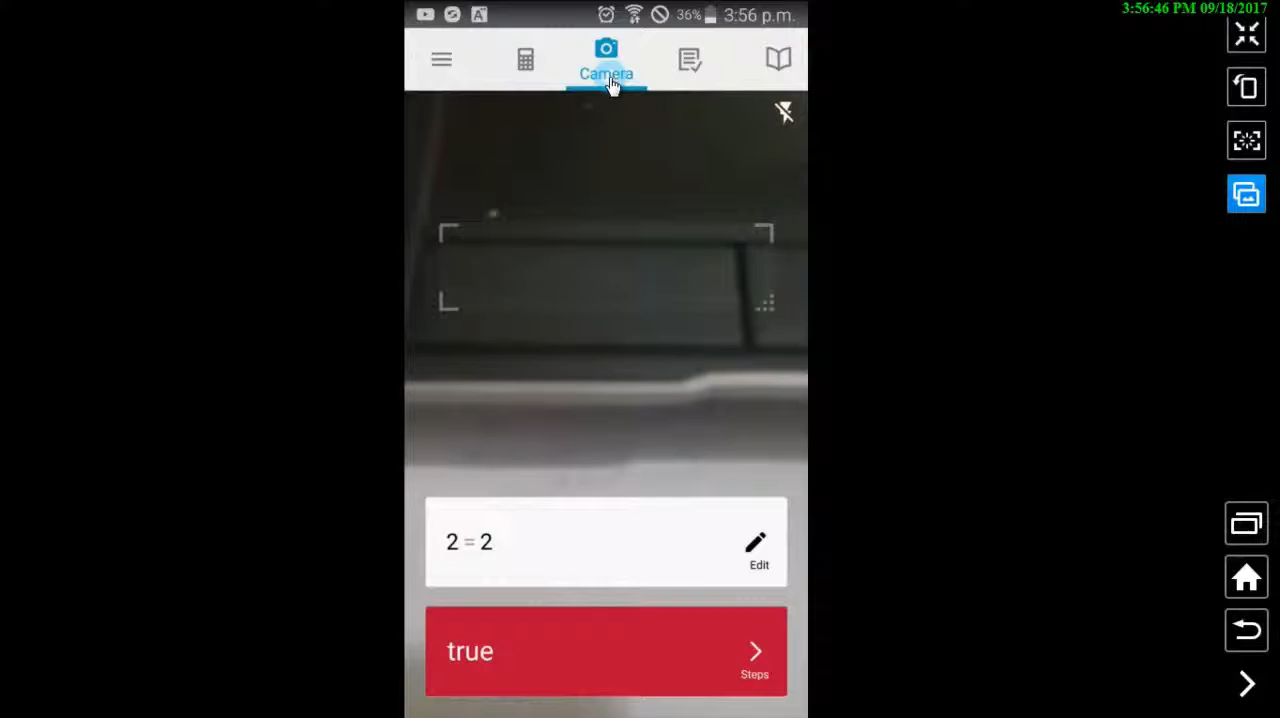 3:56:46 PM 09/18/2017
36% 3:56 p.m.
Camera
2 = 2
Edit
true
Steps